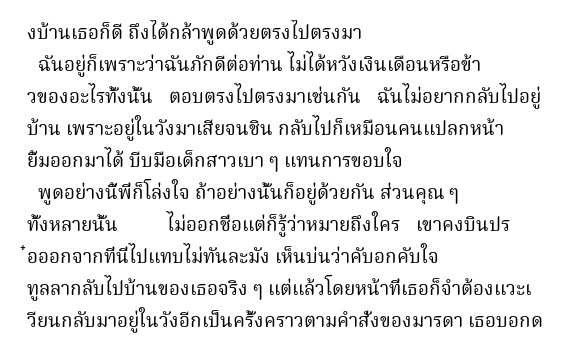 งบ้านเธอก็ดี ถึงได้กล้าพูดด้วยตรงไปตรงมา
ฉันอยู่ก็เพราะว่าฉันภักดีต่อท่าน ไม่ได้หวังเงินเดือนหรือข้า
วของอะไรทั้งนั้น ตอบตรงไปตรงมาเช่นกัน ฉันไม่อยากกลับไปอยู่
บ้าน เพราะอยู่ในวังมาเสียจนชิน กลับไปก็เหมือนคนแปลกหน้า
ยิ้มออกมาได้ บีบมือเด็กสาวเบา ๆ แทนการขอบใจ
พูดอย่างนี้พี่ก็โล่งใจ ถ้าอย่างนั้นก็อยู่ด้วยกัน ส่วนคุณ ๆ
ทั้งหลายนั้น ไม่ออกชื่อแต่ก็รู้ว่าหมายถึงใคร เขาคงบินปร
๋อออกจากที่นี่ไปแทบไม่ทันละมัง เห็นบ่นว่าคับอกคับใจ
ทูลลากลับไปบ้านของเธอจริง ๆ แต่แล้วโดยหน้าที่เธอก็จำต้องแวะเ
วียนกลับมาอยู่ในวังอีกเป็นครั้งคราวตามคำสั่งของมารดา เธอบอกด